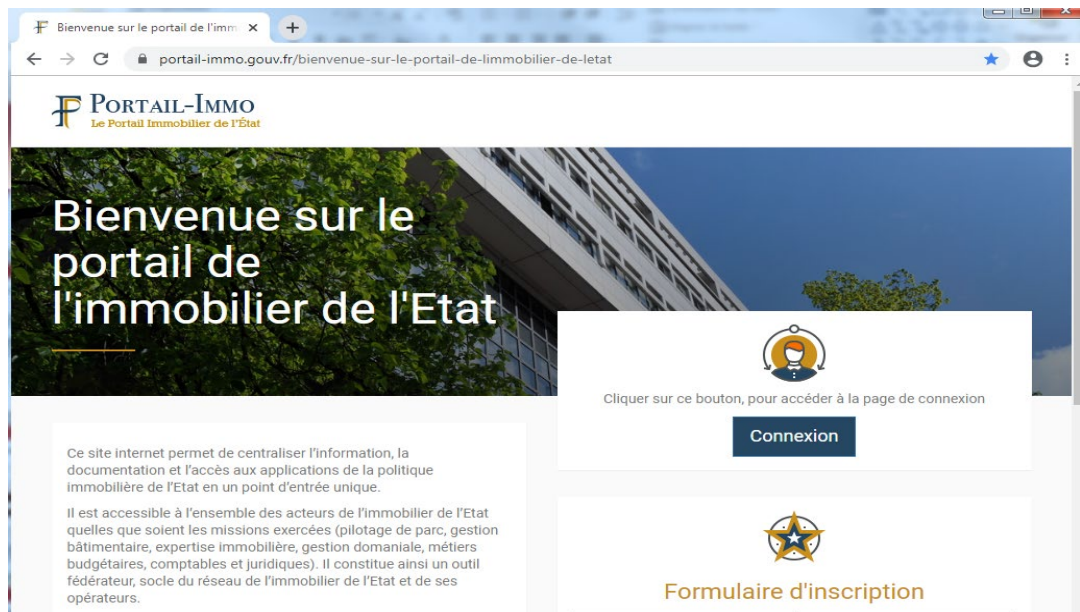 Bienvenue sur le portail de l'imm
portail-immo.gouv.fr/bienvenue-sur-le-portail-de-limmobilier-de-letat
PORTAIL-IMMO
Le Portail Immobilier de l'État
Bienvenue sur le
portail de
l'immobilier de l'Etat
Cliquer sur ce bouton, pour accéder à la page de connexion
Connexion
Ce site internet permet de centraliser l'information, la
documentation et l'accès aux applications de la politique
immobilière de l'Etat en un point d'entrée unique.
Il est accessible à l'ensemble des acteurs de l'immobilier de l'Etat
quelles que soient les missions exercées (pilotage de parc, gestion
bâtimentaire, expertise immobilière, gestion domaniale, métiers
budgétaires, comptables et juridiques). Il constitue ainsi un outil
fédérateur, socle du réseau de l'immobilier de l'Etat et de ses
opérateurs.
Formulaire d'inscription